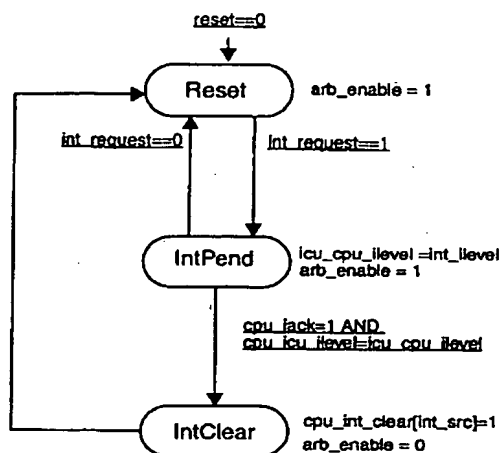 reset==0
Reset
arb_enable = 1
int_request==0
int_request==1
IntPend
icu_cpu_ilevel =int_ilevel
arb_enable = 1
cpu_iack=1 AND
cpu_icu_ilevel=icu_cpu_ilevel
IntClear
cpu_int_clear[int_src]=1
arb_enable = 0